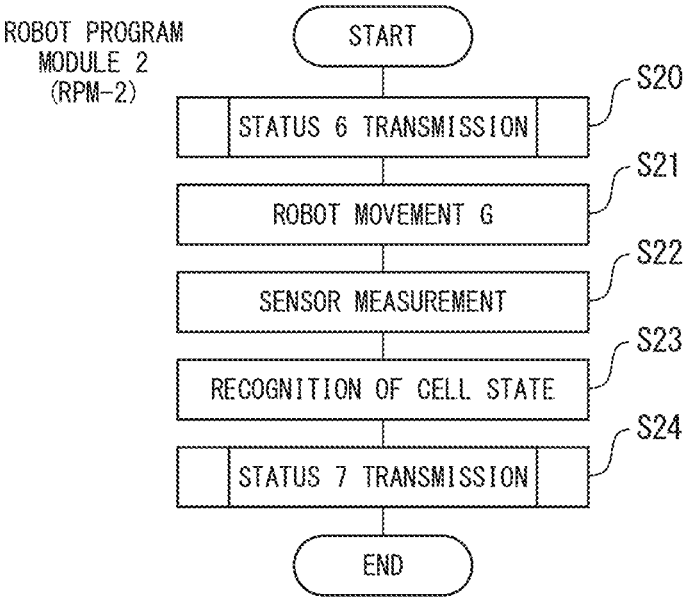 ROBOT PROGRAM
MODULE 2
(RPM-2)
START
STATUS 6 TRANSMISSION
S20
ROBOT MOVEMENT G
S21
SENSOR MEASUREMENT
S22
RECOGNITION OF CELL STATE
S23
STATUS 7 TRANSMISSION
S24
END